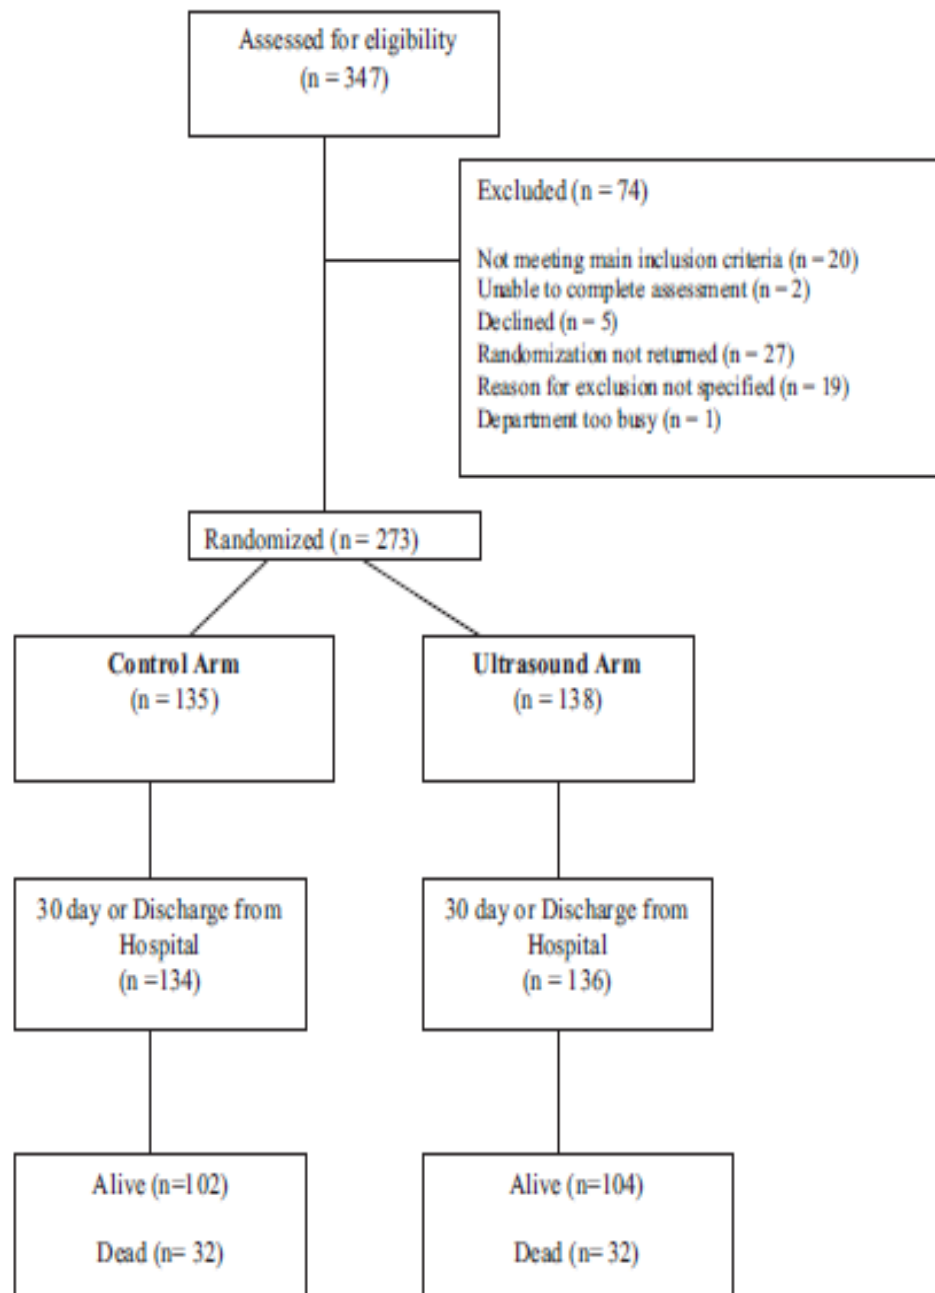 Assessed for eligibility
(n = 347)
Excluded (n = 74)
Not meeting main inclusion criteria (n = 20)
Unable to complete assessment (n = 2)
Declined (n = 5)
Randomization not returned (n = 27)
Reason for exclusion not specified (n = 19)
Department too busy (n = 1)
Randomized (n = 273)
Control Arm
(n = 135)
Ultrasound Arm
(n = 138)
30 day or Discharge from
Hospital
(n =134)
30 day or Discharge from
Hospital
(n = 136)
Alive (n=102)
Dead (n= 32)
Alive (n=104)
Dead (n= 32)